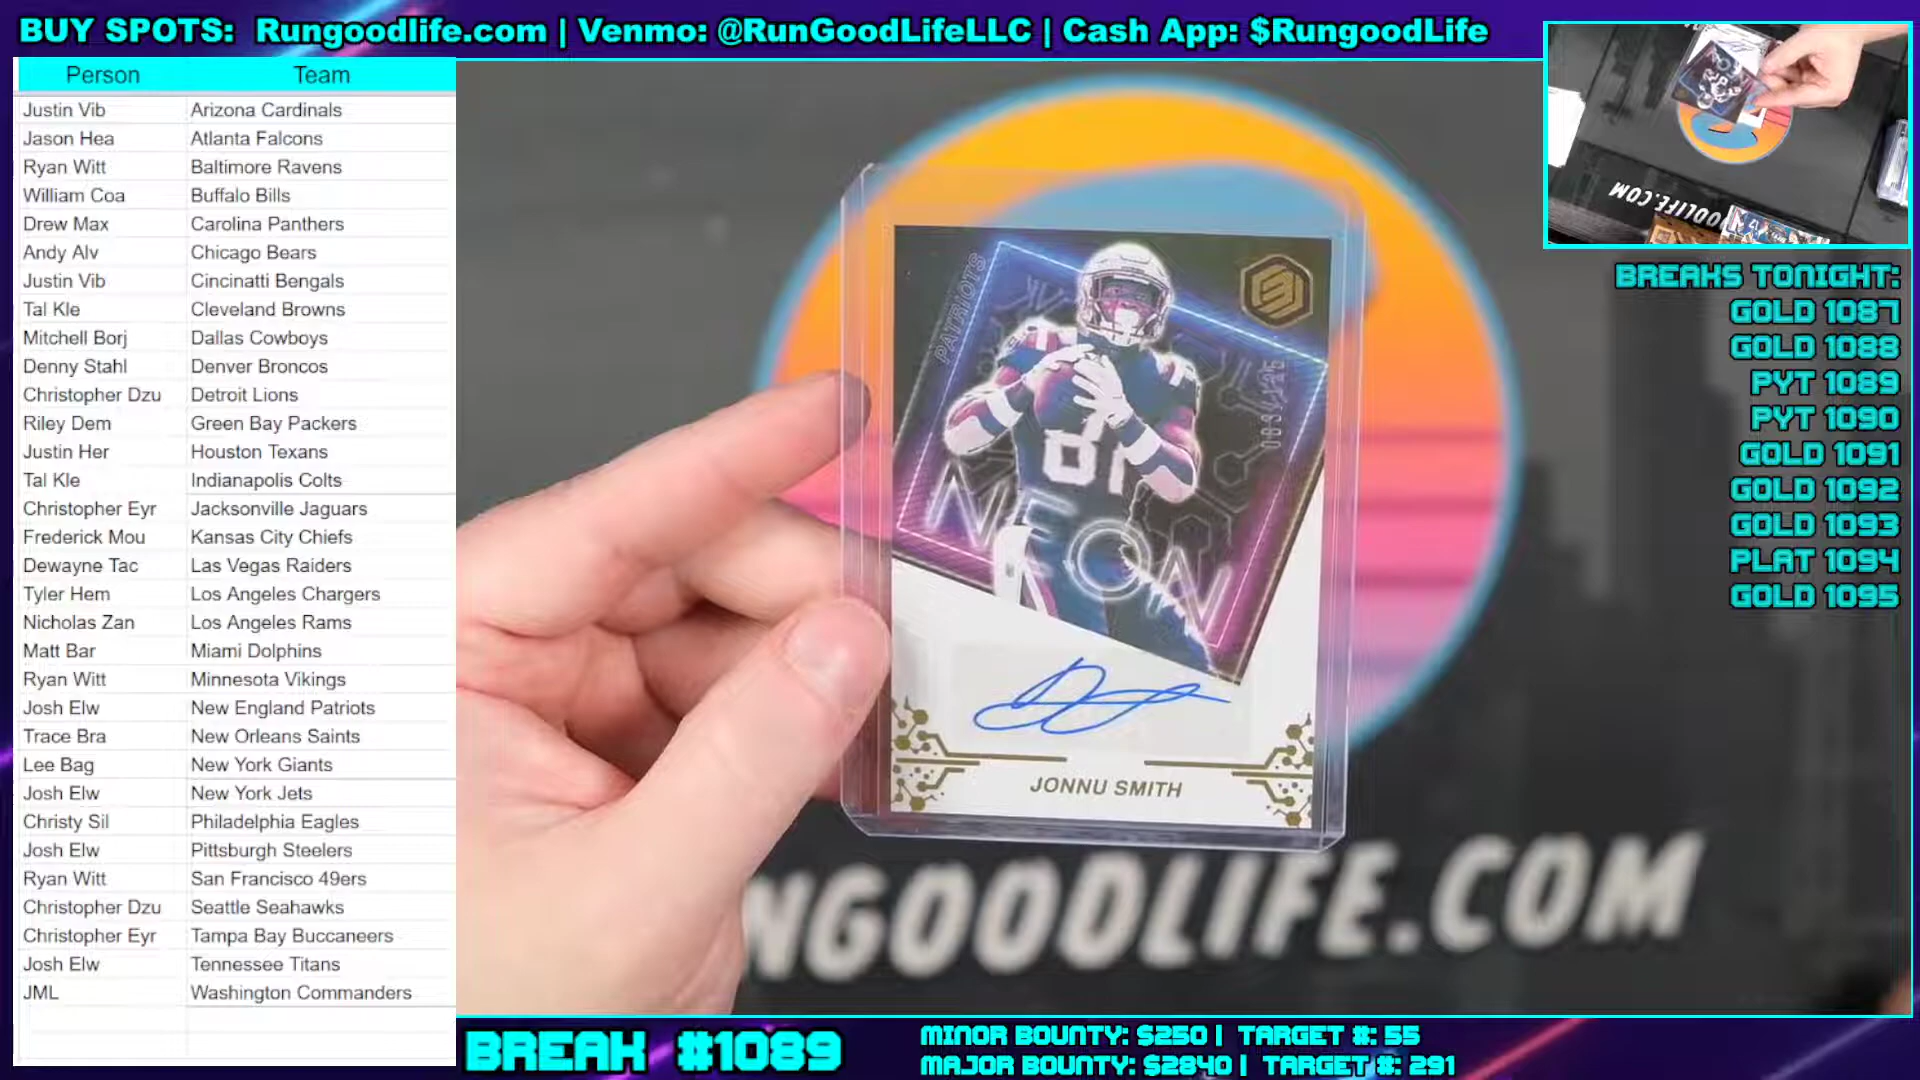 BUY SPOTS: Rungoodlife.com | Venmo: @RunGoodLifeLLC | Cash App: $RungoodLife
Person Team
Justin Vib Arizona Cardinals
Jason Hea Atlanta Falcons
Ryan Witt Baltimore Ravens
William Coa Buffalo Bills
Drew Max Carolina Panthers
Andy Alv Chicago Bears
Justin Vib Cincinatti Bengals
Tal Kle Cleveland Browns
Mitchell Borj Dallas Cowboys
Denny Stahl Denver Broncos
Christopher Dzu Detroit Lions
Riley Dem Green Bay Packers
Justin Her Houston Texans
Tal Kle Indianapolis Colts
Christopher Eyr Jacksonville Jaguars
Frederick Mou Kansas City Chiefs
Dewayne Tac Las Vegas Raiders
Tyler Hem Los Angeles Chargers
Nicholas Zan Los Angeles Rams
Matt Bar Miami Dolphins
Ryan Witt Minnesota Vikings
Josh Elw New England Patriots
Trace Bra New Orleans Saints
Lee Bag New York Giants
Josh Elw New York Jets
Christy Sil Philadelphia Eagles
Josh Elw Pittsburgh Steelers
Ryan Witt San Francisco 49ers
Christopher Dzu Seattle Seahawks
Christopher Eyr Tampa Bay Buccaneers
Josh Elw Tennessee Titans
JML Washington Commanders
PATRIOTS
083/125
81
NEON
JONNU SMITH
NGOODLIFE.COM
OODLIFE.COM
BREAKS TONIGHT:
GOLD 1087
GOLD 1088
PYT 1089
PYT 1090
GOLD 1091
GOLD 1092
GOLD 1093
PLAT 1094
GOLD 1095
BREAK #1089
MINOR BOUNTY: $250 | TARGET #: 55
MAJOR BOUNTY: $2840 | TARGET #: 291